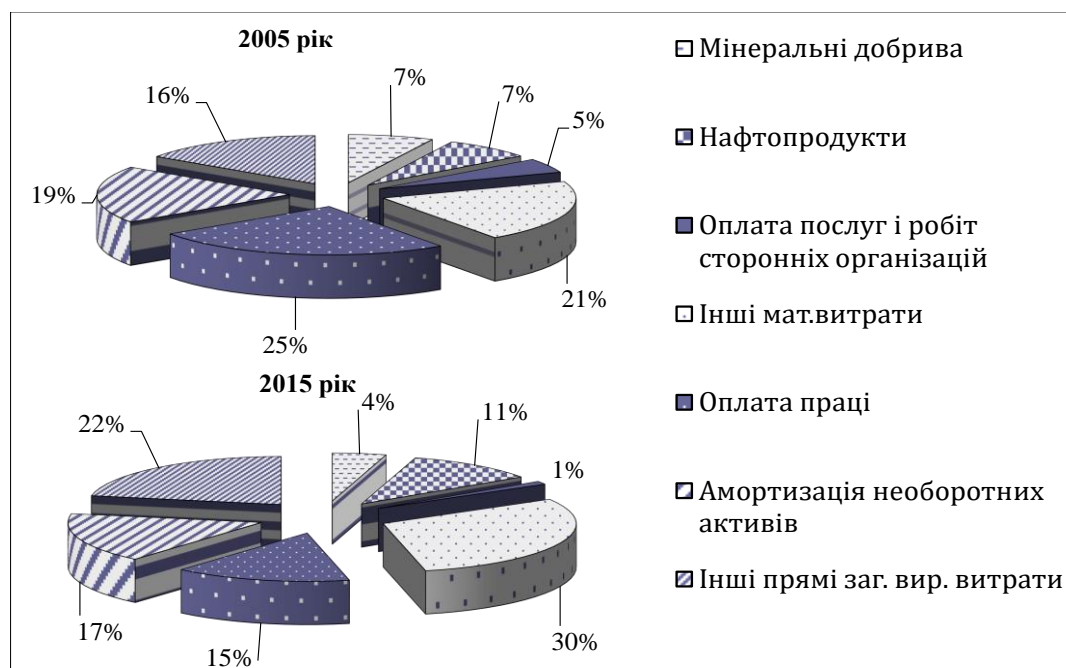 2005 рік
7%
7%
5%
21%
25%
19%
16%
2015 рік
4%
11%
1%
30%
15%
17%
22%
Мінеральні добрива
Нафтопродукти
Оплата послуг і робіт
сторонніх організацій
Інші мат.витрати
Оплата праці
Амортизація необоротних
активів
Інші прямі заг. вир. витрати